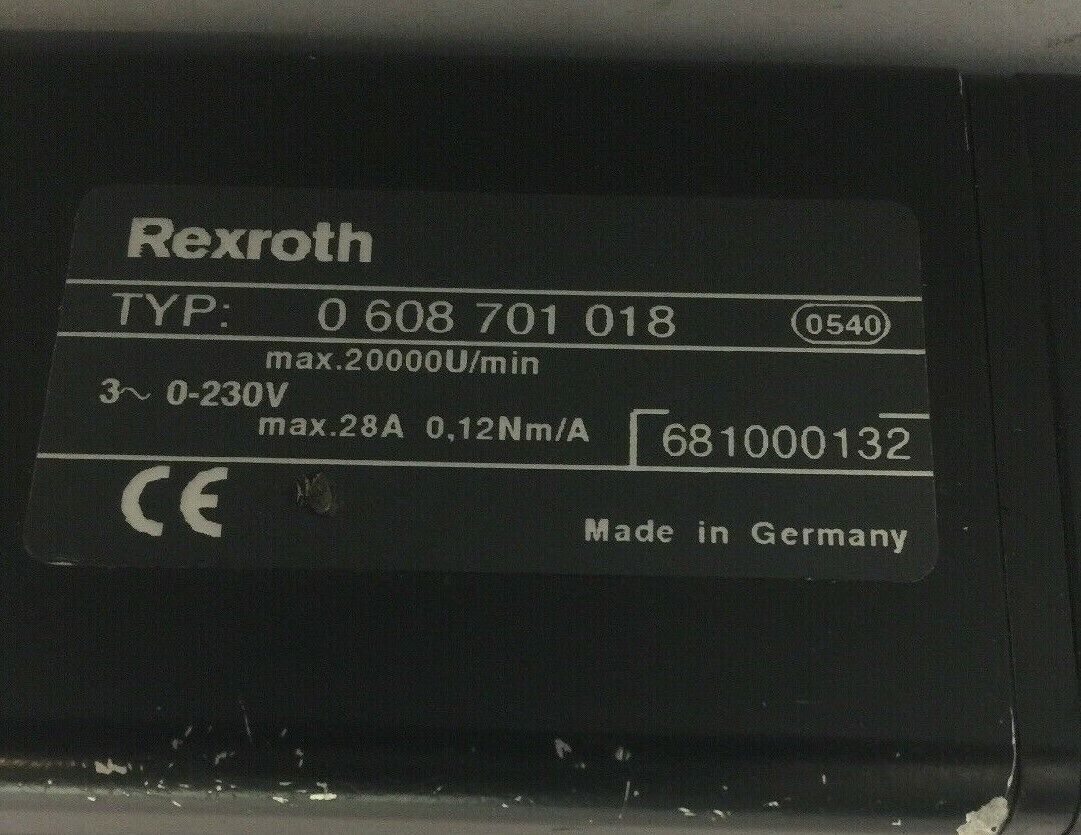 Rexroth
TYP: 0 608 701 018 0540
max.20000U/min
3~ 0-230V
max.28A 0,12Nm/A 681000132
CE
Made in Germany